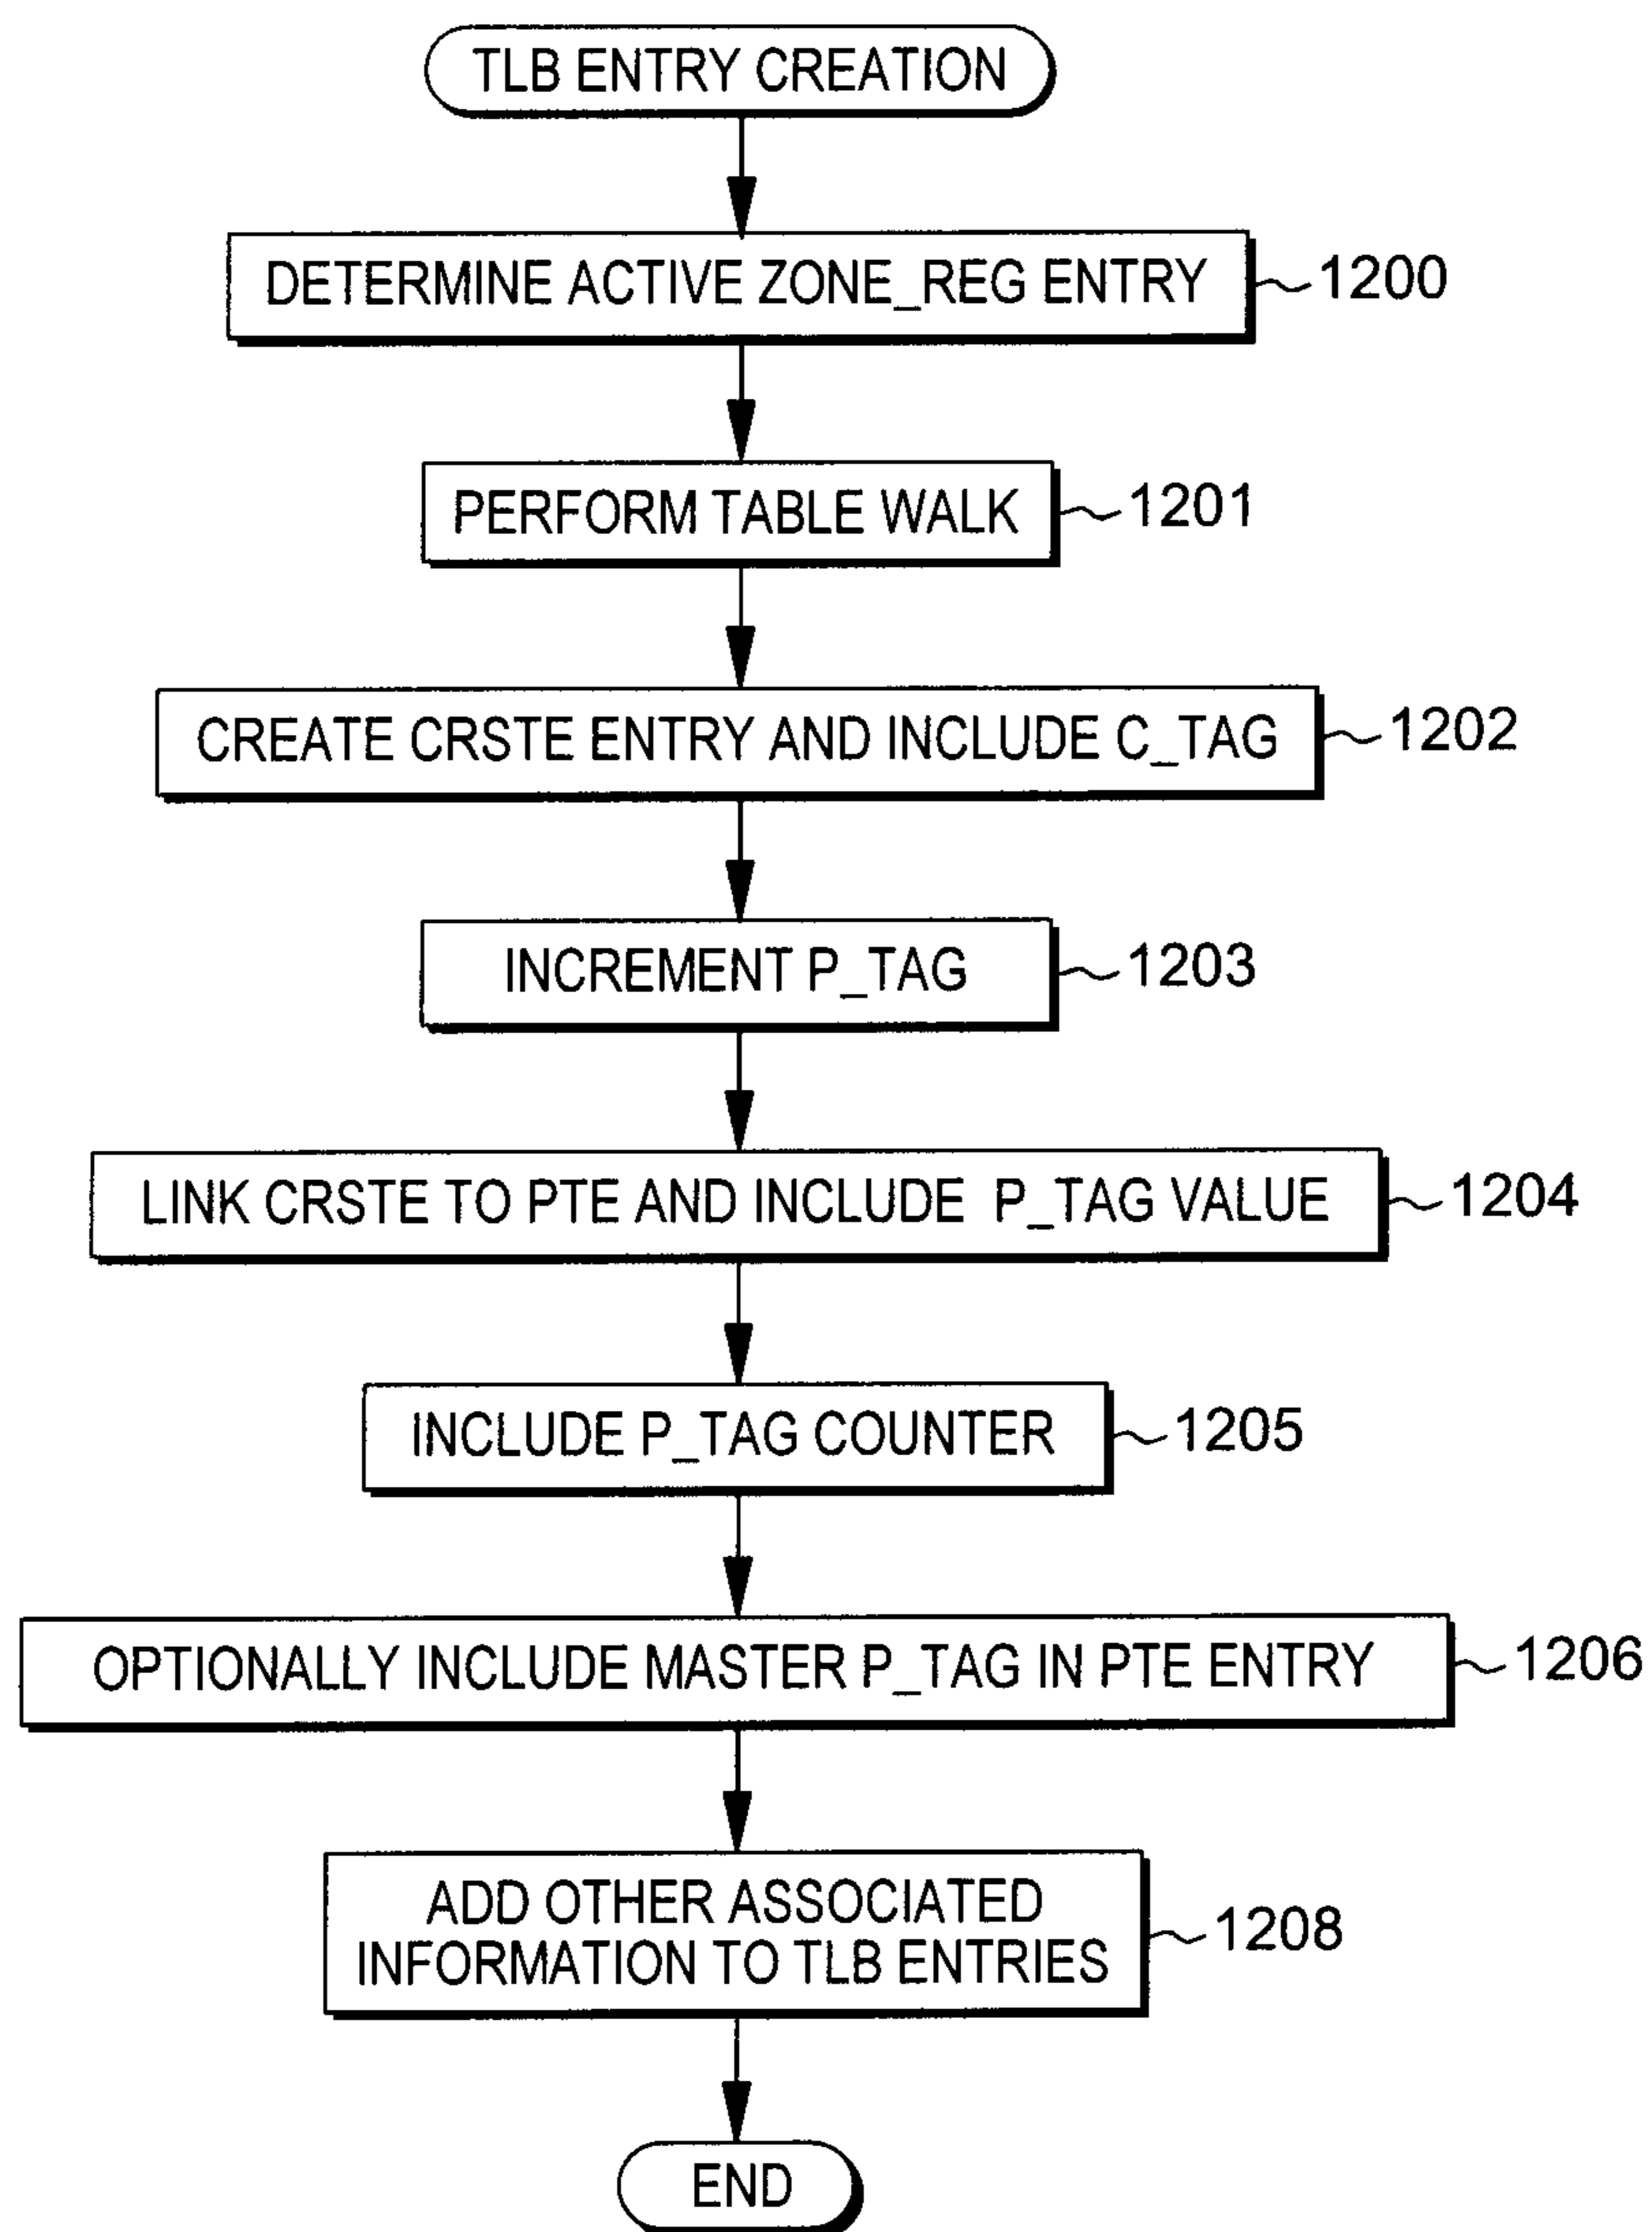 TLB ENTRY CREATION
DETERMINE ACTIVE ZONE_REG ENTRY
1200
PERFORM TABLE WALK
1201
CREATE CRSTE ENTRY AND INCLUDE C_TAG
1202
INCREMENT P_TAG
1203
LINK CRSTE TO PTE AND INCLUDE P_TAG VALUE
1204
INCLUDE P_TAG COUNTER
1205
OPTIONALLY INCLUDE MASTER P_TAG IN PTE ENTRY
1206
ADD OTHER ASSOCIATED
INFORMATION TO TLB ENTRIES
1208
END